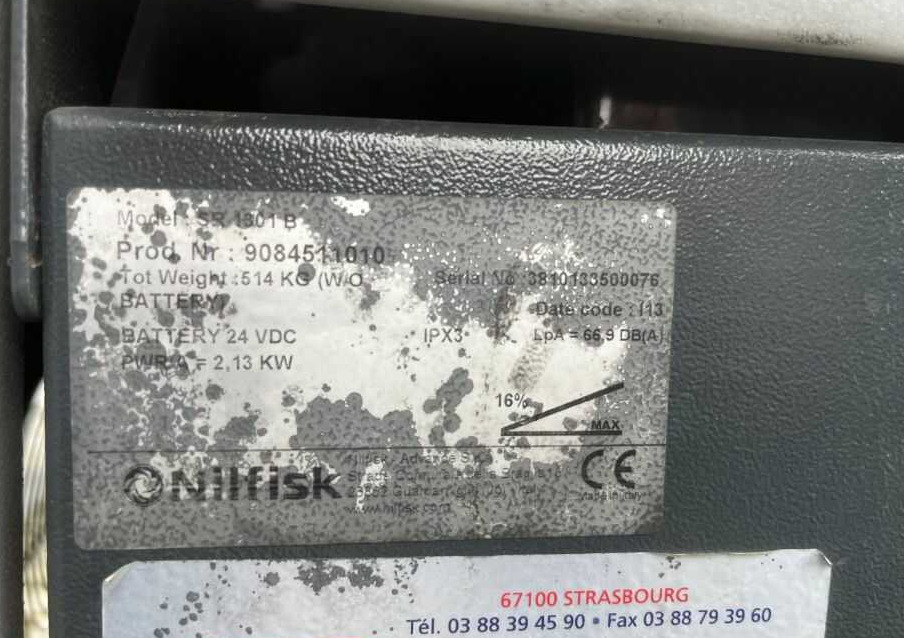 Model : SR 1301 B
Prod. Nr : 9084511010
Tot Weight :514 KG (W/O
BATTERY)
Serial No :3810133500076
Date code : I13
BATTERY 24 VDC
IPX3
LpA = 66,9 DB(A)
PWR/A = 2,13 KW
16%
MAX
Nilfisk
Nilfisk - Advance
www.nilfisk.com
CE
Made in Italy
67100 STRASBOURG
Tél. 03 88 39 45 90 • Fax 03 88 79 39 60